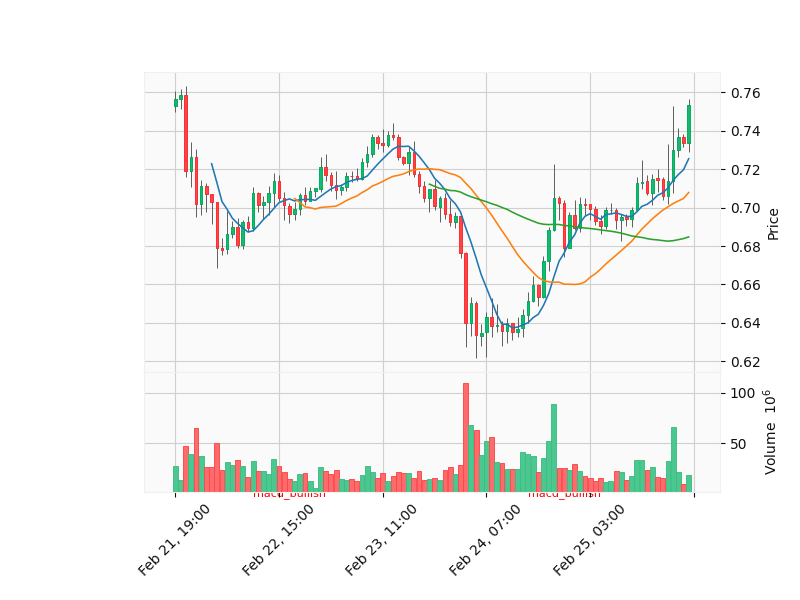 0.76
0.74
0.72
0.70
0.68
0.66
0.64
0.62
Price
100
50
Volume 10^6
macd_bullish
macd_bullish
Feb 21, 19:00
Feb 22, 15:00
Feb 23, 11:00
Feb 24, 07:00
Feb 25, 03:00